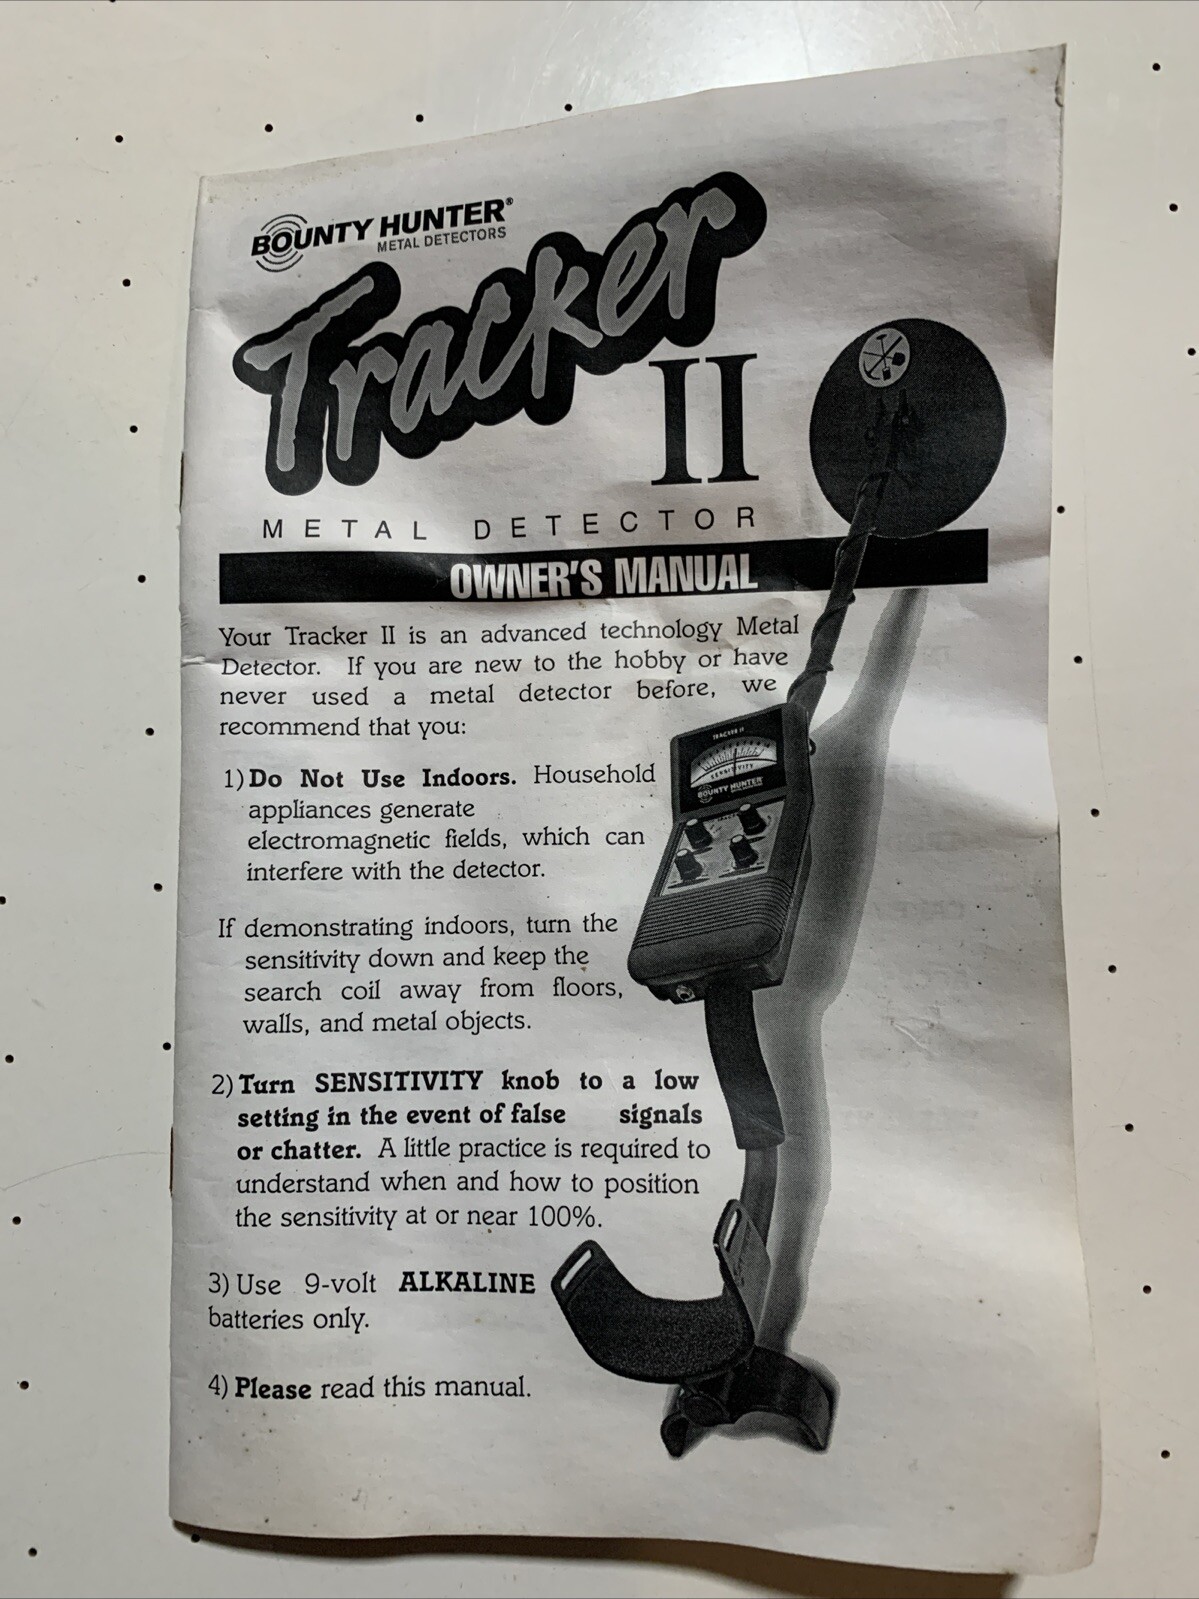 BOUNTY HUNTER®
METAL DETECTORS
Tracker
II
METAL DETECTOR
OWNER'S MANUAL
Your Tracker II is an advanced technology Metal
Detector. If you are new to the hobby or have
never used a metal detector before, we
recommend that you:
1) Do Not Use Indoors. Household
appliances generate
electromagnetic fields, which can
interfere with the detector.
If demonstrating indoors, turn the
sensitivity down and keep the
search coil away from floors,
walls, and metal objects.
2) Turn SENSITIVITY knob to a low
setting in the event of false signals
or chatter. A little practice is required to
understand when and how to position
the sensitivity at or near 100%.
3) Use 9-volt ALKALINE
batteries only.
4) Please read this manual.
TRACKER II
SENSITIVITY
BOUNTY HUNTER